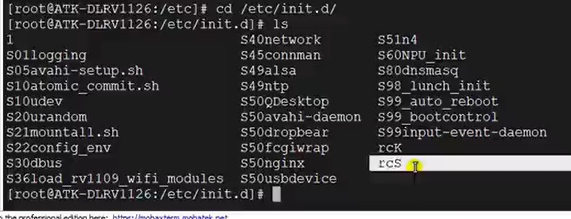 [root@ATK-DLRV1126:/etc]# cd /etc/init.d/
[root@ATK-DLRV1126:/etc/init.d]# ls
1 S40network S51n4
S01logging S45connman S60NPU_init
S05avahi-setup.sh S49alsa S80dnsmasq
S10atomic_commit.sh S49ntp S98_lunch_init
S10udev S50QDesktop S99_auto_reboot
S20urandom S50avahi-daemon S99_bootcontrol
S21mountall.sh S50dropbear S99input-event-daemon
S22config_env S50fcgiwrap rcK
S30dbus S50nginx rcS
S36load_rv1109_wifi_modules S50usbdevice
[root@ATK-DLRV1126:/etc/init.d]#
the professional edition here: https://mobaxterm.mobatek.net